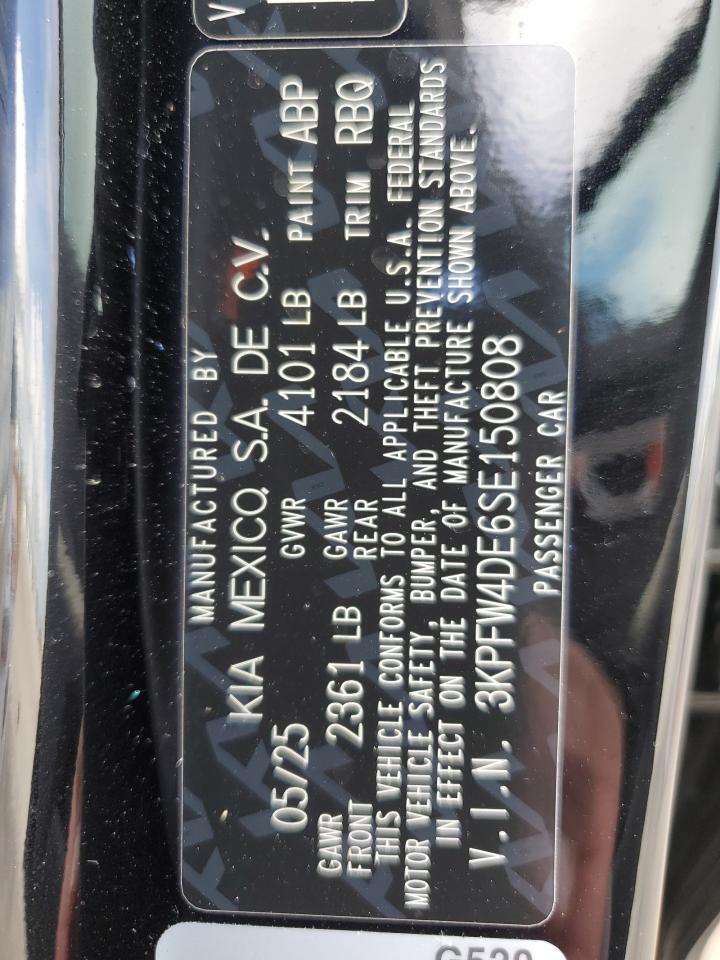 MANUFACTURED BY
KIA MEXICO, S.A. DE C.V.
05/25 GVWR 4101 LB PAINT ABP
GAWR FRONT 2361 LB GAWR REAR 2184 LB TRIM RBQ
THIS VEHICLE CONFORMS TO ALL APPLICABLE U.S.A. FEDERAL
MOTOR VEHICLE SAFETY, BUMPER, AND THEFT PREVENTION STANDARDS
IN EFFECT ON THE DATE OF MANUFACTURE SHOWN ABOVE.
V.I.N. 3KPFW4DE6SE150808
PASSENGER CAR